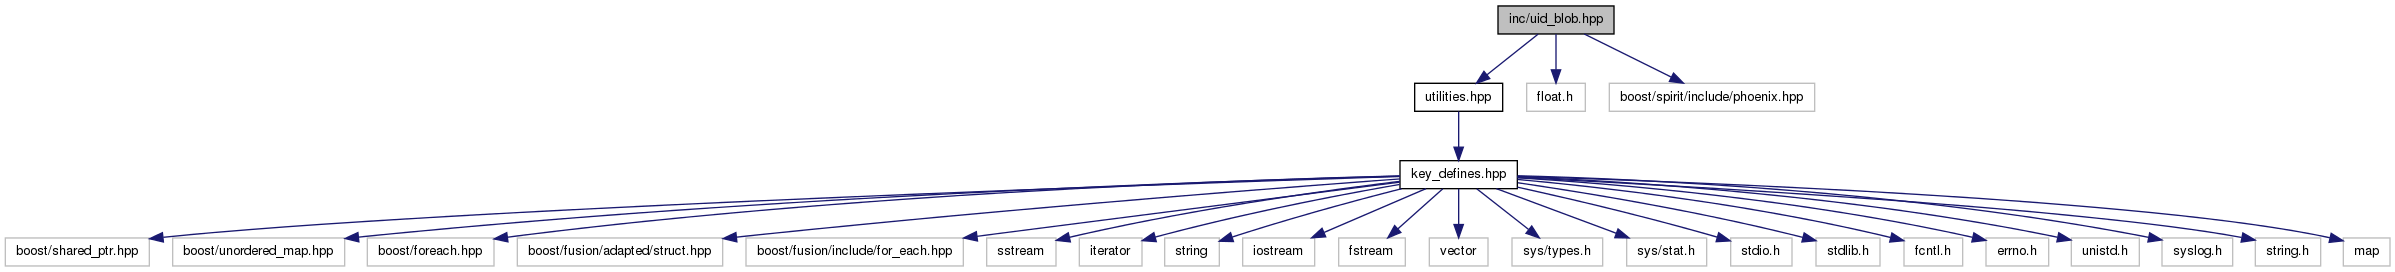 inc/uid_blob.hpp
utilities.hpp
float.h
boost/spirit/include/phoenix.hpp
key_defines.hpp
boost/shared_ptr.hpp
boost/unordered_map.hpp
boost/foreach.hpp
boost/fusion/adapted/struct.hpp
boost/fusion/include/for_each.hpp
sstream
iterator
string
iostream
fstream
vector
sys/types.h
sys/stat.h
stdio.h
stdlib.h
fcntl.h
errno.h
unistd.h
syslog.h
string.h
map